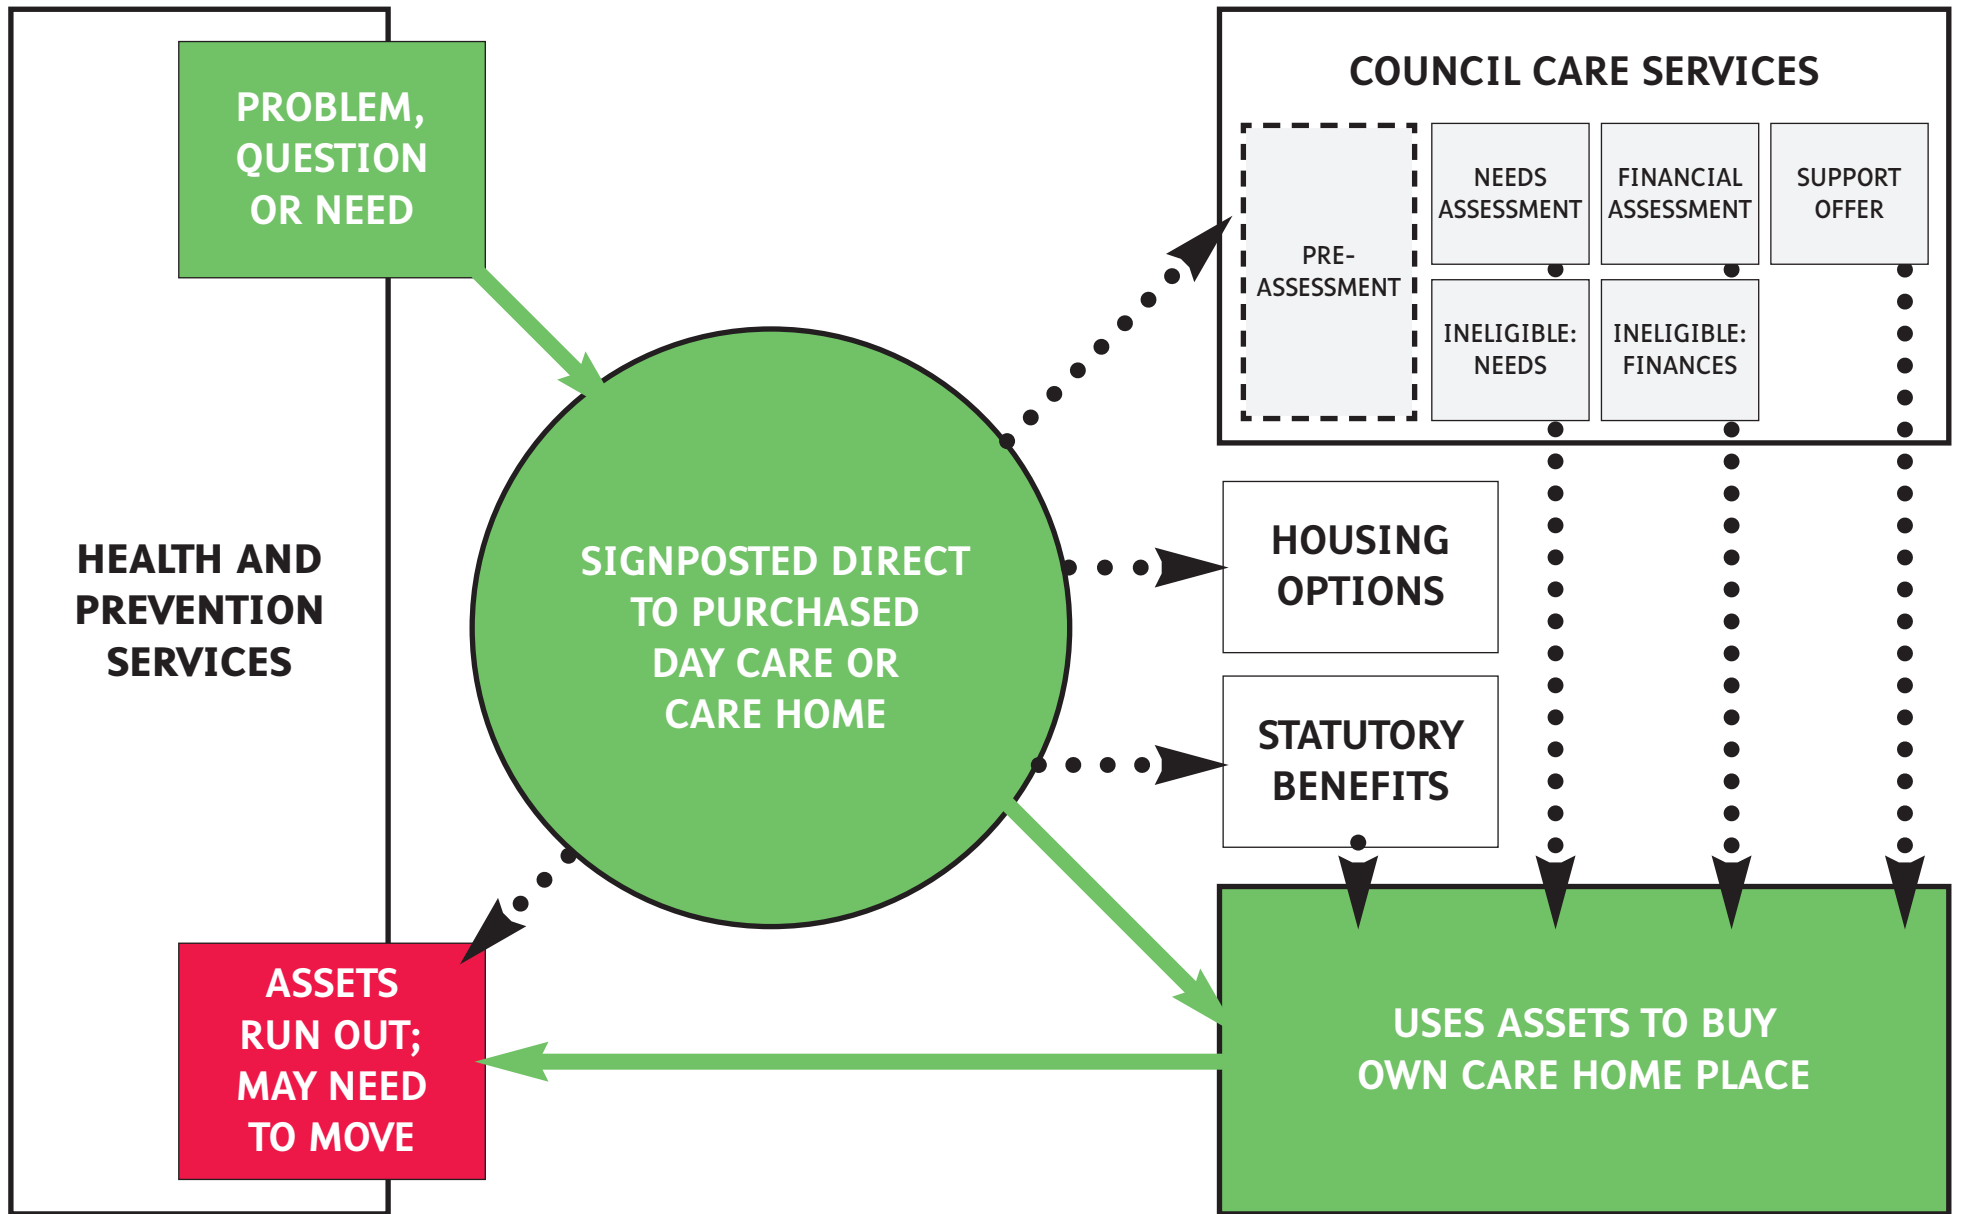 PROBLEM,
QUESTION
OR NEED
HEALTH AND
PREVENTION
SERVICES
SIGNPOSTED DIRECT
TO PURCHASED
DAY CARE OR
CARE HOME
COUNCIL CARE SERVICES
PRE-
ASSESSMENT
NEEDS
ASSESSMENT
FINANCIAL
ASSESSMENT
SUPPORT
OFFER
INELIGIBLE:
NEEDS
INELIGIBLE:
FINANCES
HOUSING
OPTIONS
STATUTORY
BENEFITS
USES ASSETS TO BUY
OWN CARE HOME PLACE
ASSETS
RUN OUT;
MAY NEED
TO MOVE